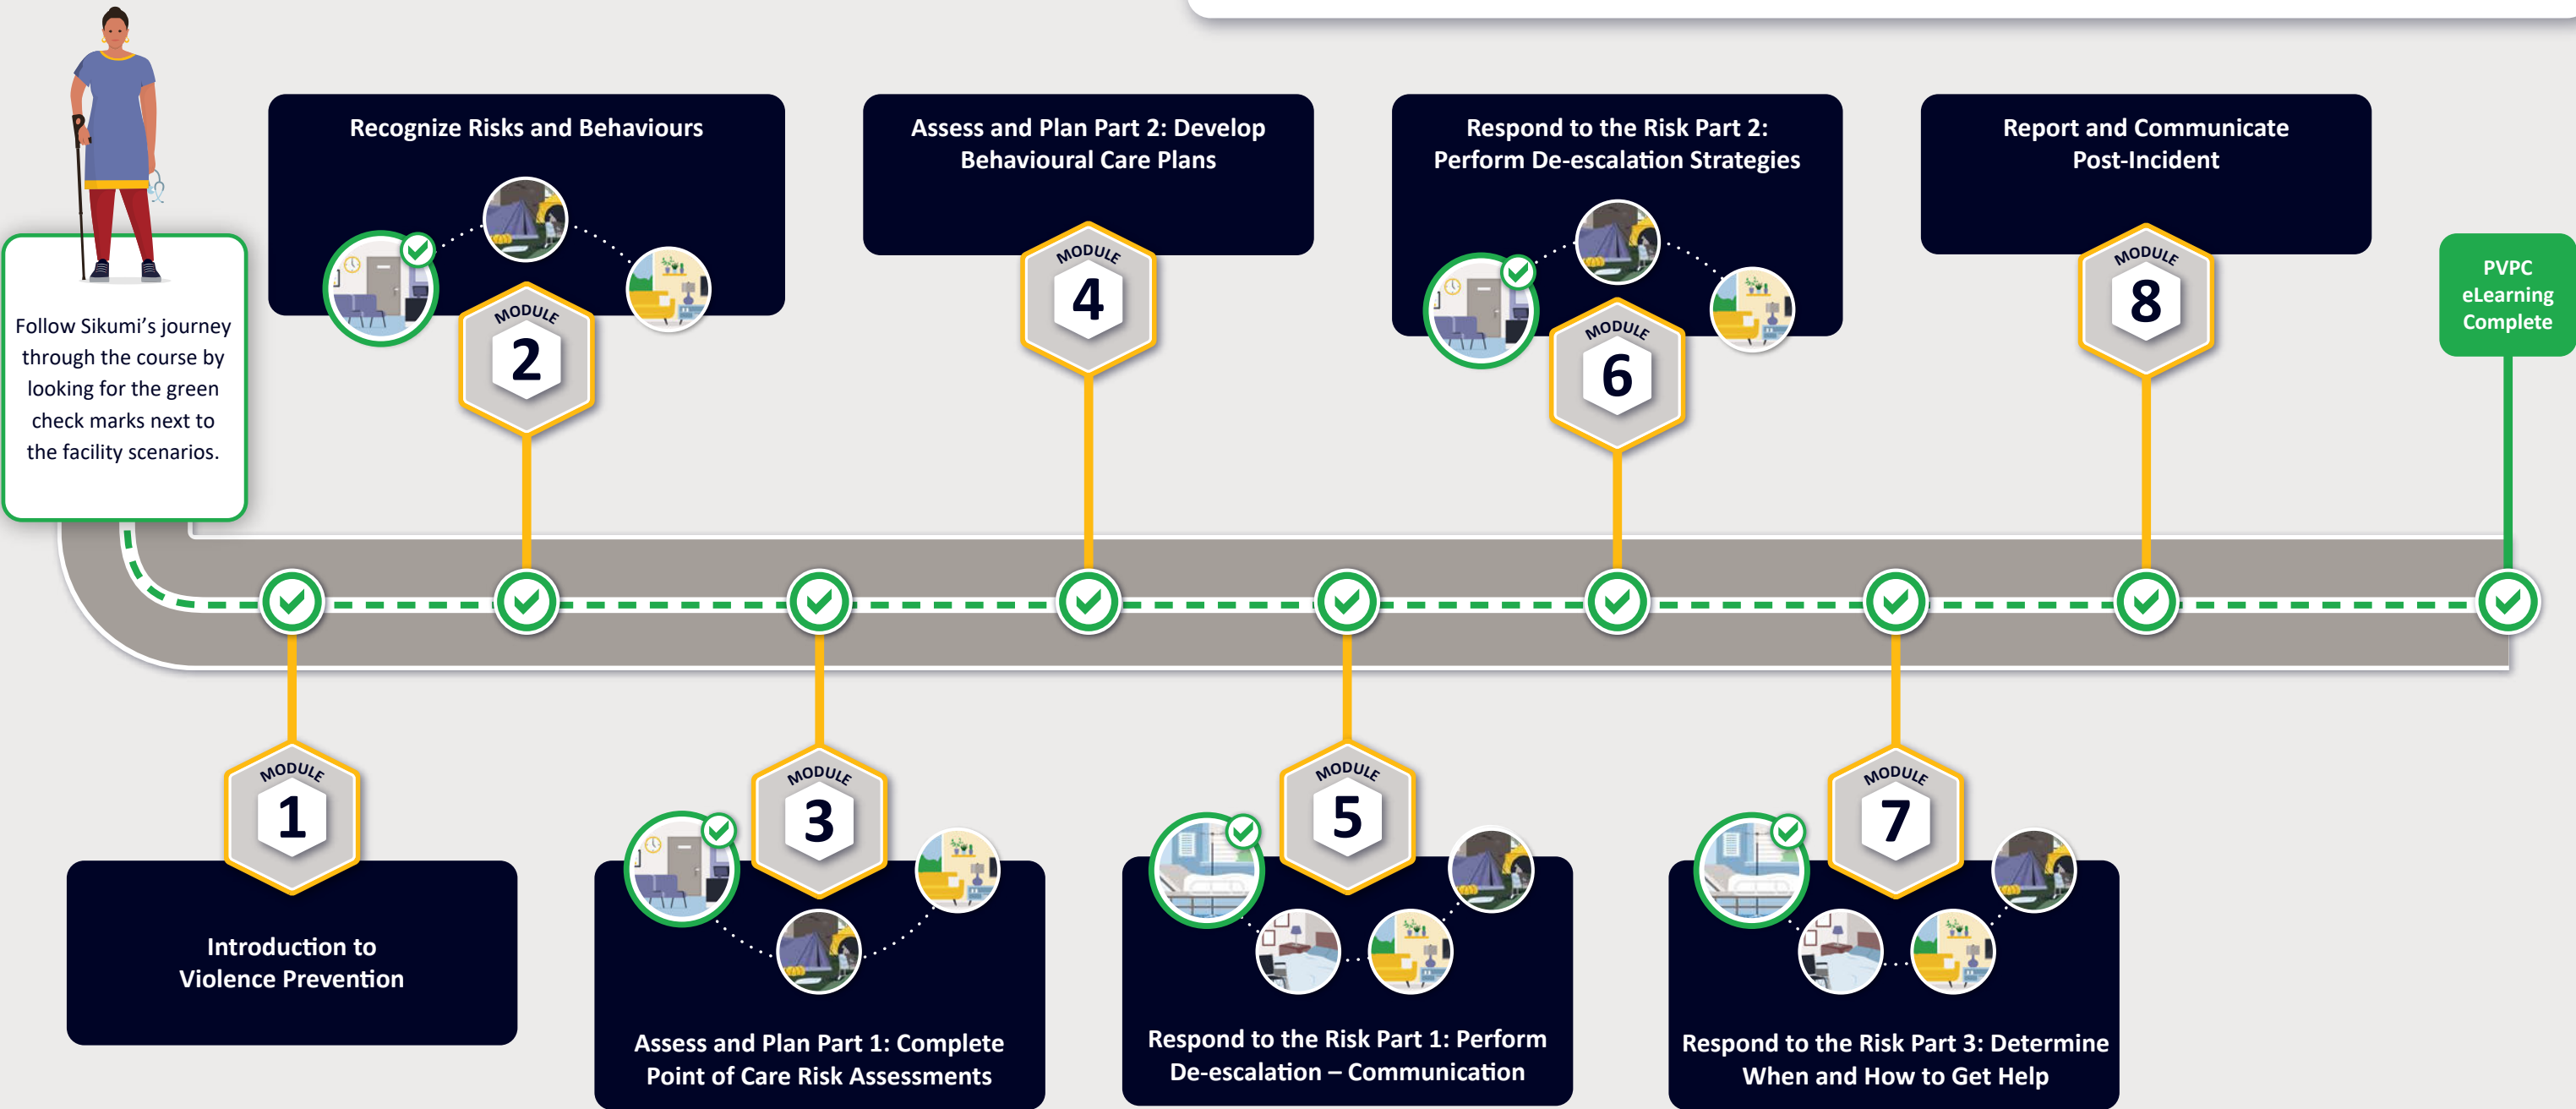 Follow Sikumi's journey
through the course by
looking for the green
check marks next to
the facility scenarios.
Introduction to
Violence Prevention
MODULE
1
Recognize Risks and Behaviours
MODULE
2
MODULE
3
Assess and Plan Part 1: Complete
Point of Care Risk Assessments
Assess and Plan Part 2: Develop
Behavioural Care Plans
MODULE
4
MODULE
5
Respond to the Risk Part 1: Perform
De-escalation – Communication
Respond to the Risk Part 2:
Perform De-escalation Strategies
MODULE
6
MODULE
7
Respond to the Risk Part 3: Determine
When and How to Get Help
Report and Communicate
Post-Incident
MODULE
8
PVPC
eLearning
Complete